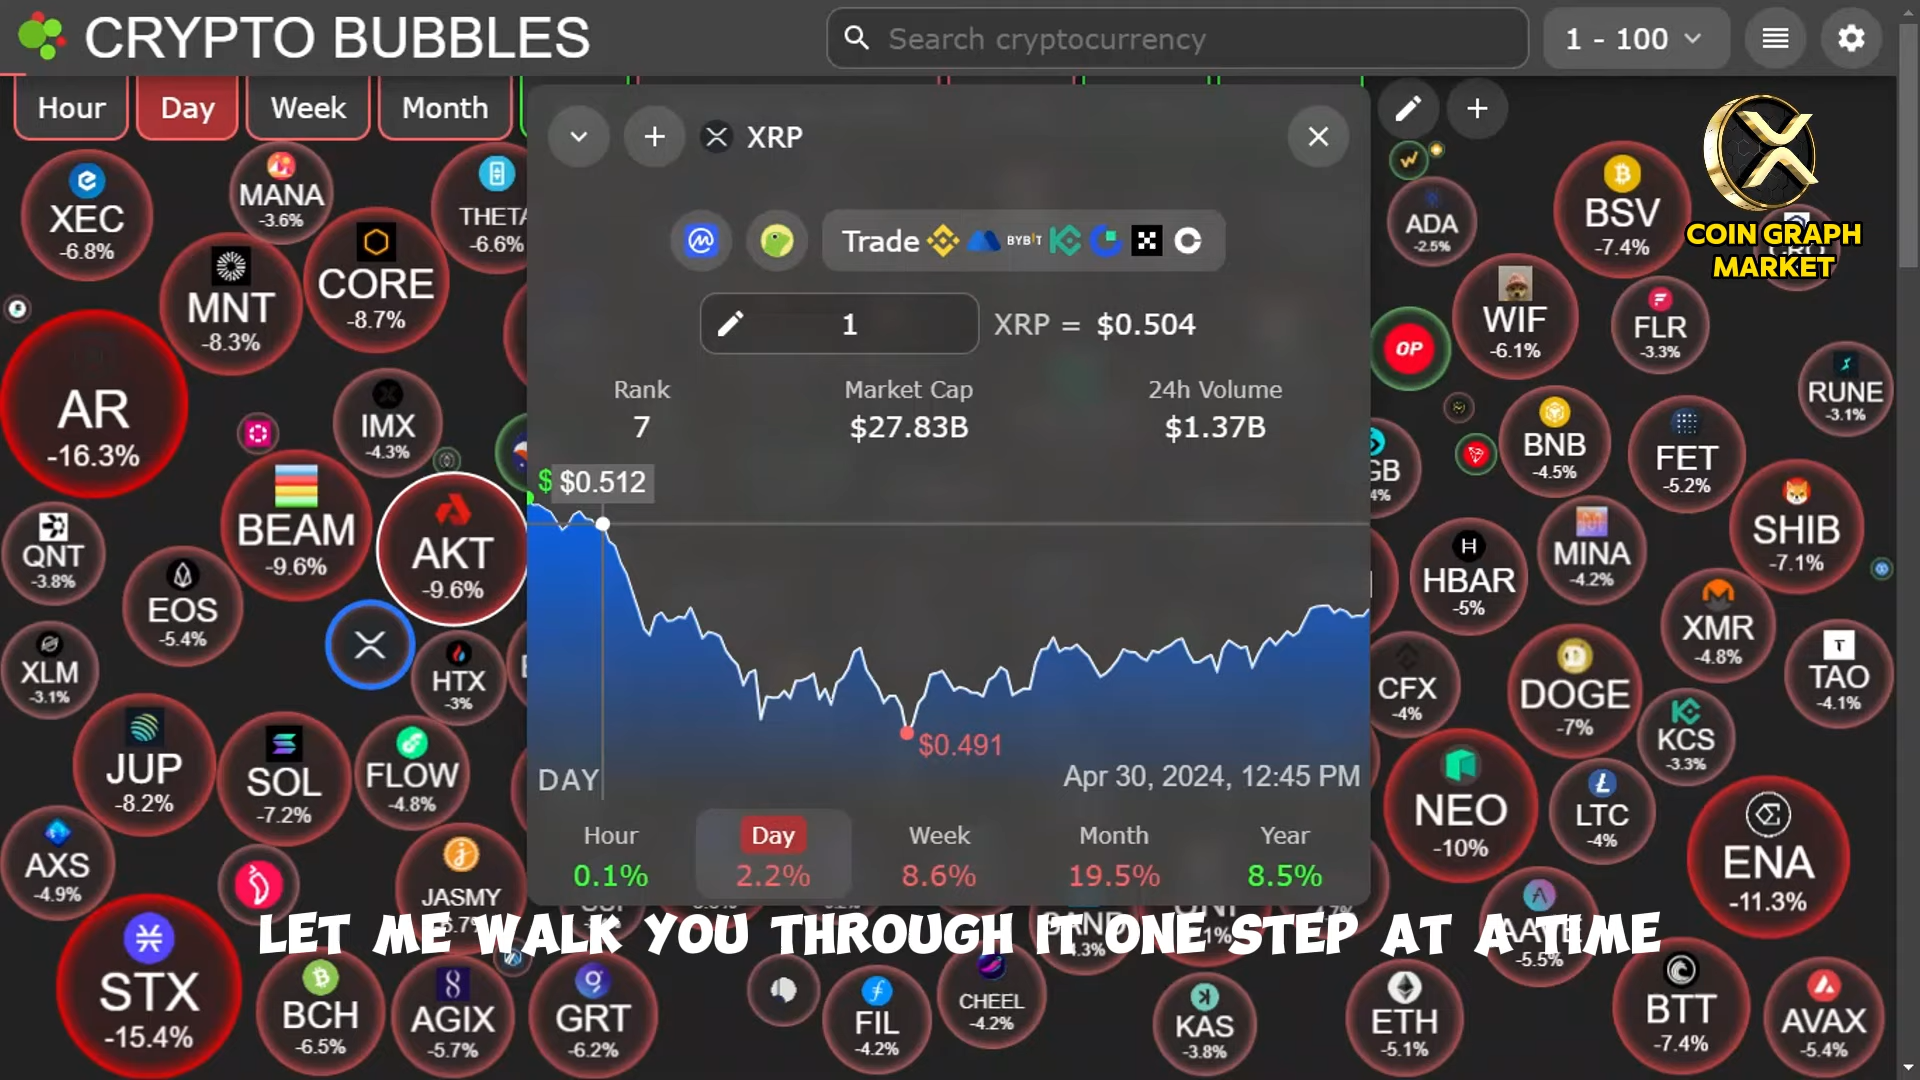 CRYPTO BUBBLES
Search cryptocurrency
1 - 100
Hour
Day
Week
Month
XRP
Trade
BYBIT
1
XRP = $0.504
Rank
7
Market Cap
$27.83B
24h Volume
$1.37B
$0.512
$0.491
DAY
Apr 30, 2024, 12:45 PM
Hour
0.1%
Day
2.2%
Week
8.6%
Month
19.5%
Year
8.5%
COIN GRAPH
MARKET
XEC
-6.8%
MANA
-3.6%
THETA
-6.6%
MNT
-8.3%
CORE
-8.7%
AR
-16.3%
IMX
-4.3%
BEAM
-9.6%
AKT
-9.6%
QNT
-3.8%
EOS
-5.4%
XLM
-3.1%
HTX
-3%
JUP
-8.2%
SOL
-7.2%
FLOW
-4.8%
AXS
-4.9%
JASMY
STX
-15.4%
BCH
-6.5%
AGIX
-5.7%
GRT
-6.2%
FIL
-4.2%
CHEEL
-4.2%
KAS
-3.8%
ETH
-5.1%
BTT
-7.4%
AVAX
-5.4%
ADA
-2.5%
BSV
-7.4%
WIF
-6.1%
FLR
-3.3%
OP
RUNE
-3.1%
BNB
-4.5%
FET
-5.2%
SHIB
-7.1%
HBAR
-5%
MINA
-4.2%
XMR
-4.8%
TAO
-4.1%
CFX
-4%
DOGE
-7%
KCS
-3.3%
NEO
-10%
LTC
-4%
ENA
-11.3%
AAVE
-5.5%
LET ME WALK YOU THROUGH IT ONE STEP AT A TIME